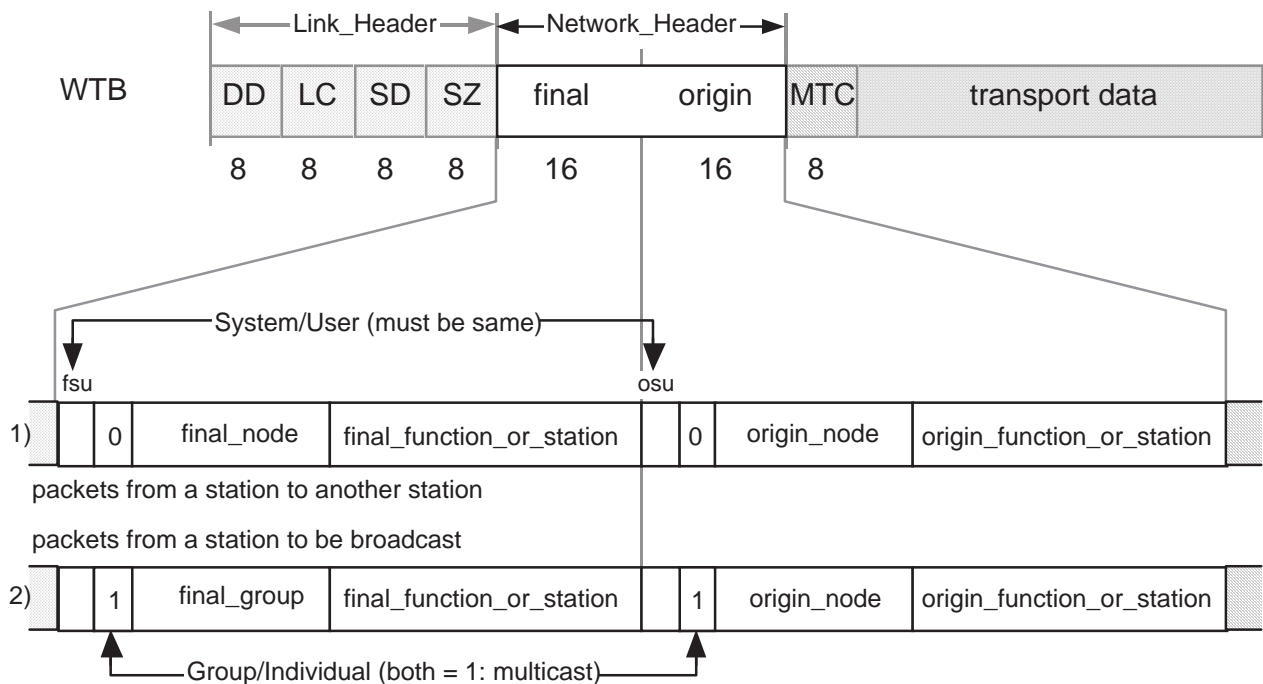 Link_Header Network_Header
WTB DD LC SD SZ final origin MTC transport data
8 8 8 8 16 16 8
System/User (must be same)
fsu osu
1) 0 final_node final_function_or_station 0 origin_node origin_function_or_station
packets from a station to another station
packets from a station to be broadcast
2) 1 final_group final_function_or_station 1 origin_node origin_function_or_station
Group/Individual (both = 1: multicast)